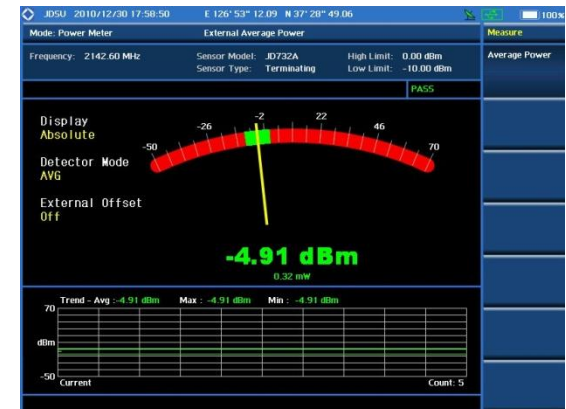 JDSU 2010/12/30 17:58:50 E 126° 53" 12.09 N 37° 28" 49.06 100%
Mode: Power Meter External Average Power Measure
Frequency: 2142.60 MHz Sensor Model: JD732A High Limit: 0.00 dBm Average Power
Sensor Type: Terminating Low Limit: -10.00 dBm
PASS
Display
Absolute
Detector Mode
AVG
External Offset
Off
-50 -26 -2 22 46 70
-4.91 dBm
0.32 mW
Trend - Avg :-4.91 dBm Max : -4.91 dBm Min : -4.91 dBm
70
dBm
-50
Current Count: 5